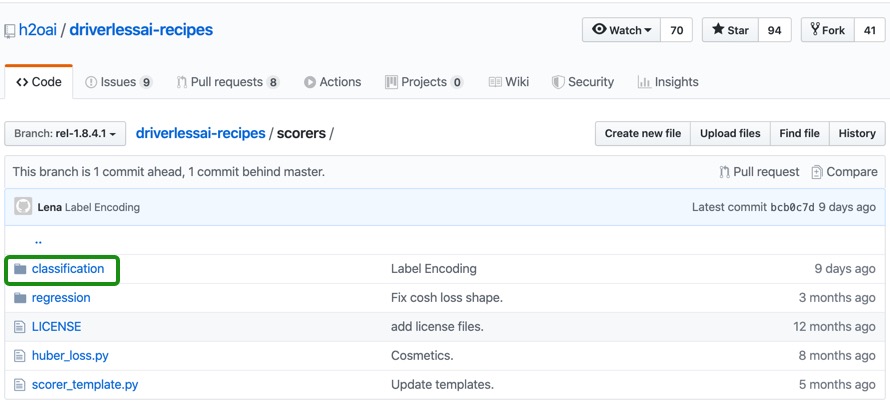 h2oai / driverlessai-recipes Watch 70 Star 94 Fork 41
Code Issues 9 Pull requests 8 Actions Projects 0 Wiki Security Insights
Branch: rel-1.8.4.1 driverlessai-recipes / scorers / Create new file Upload files Find file History
This branch is 1 commit ahead, 1 commit behind master. Pull request Compare
Lena Label Encoding Latest commit bcb0c7d 9 days ago
..
classification Label Encoding 9 days ago
regression Fix cosh loss shape. 3 months ago
LICENSE add license files. 12 months ago
huber_loss.py Cosmetics. 8 months ago
scorer_template.py Update templates. 5 months ago